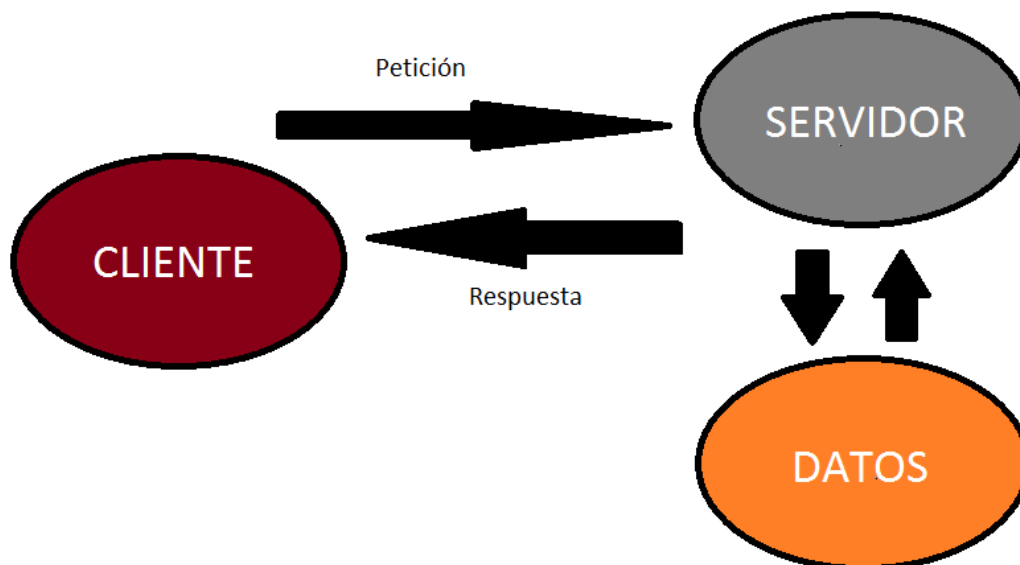 Petición
SERVIDOR
CLIENTE
Respuesta
DATOS